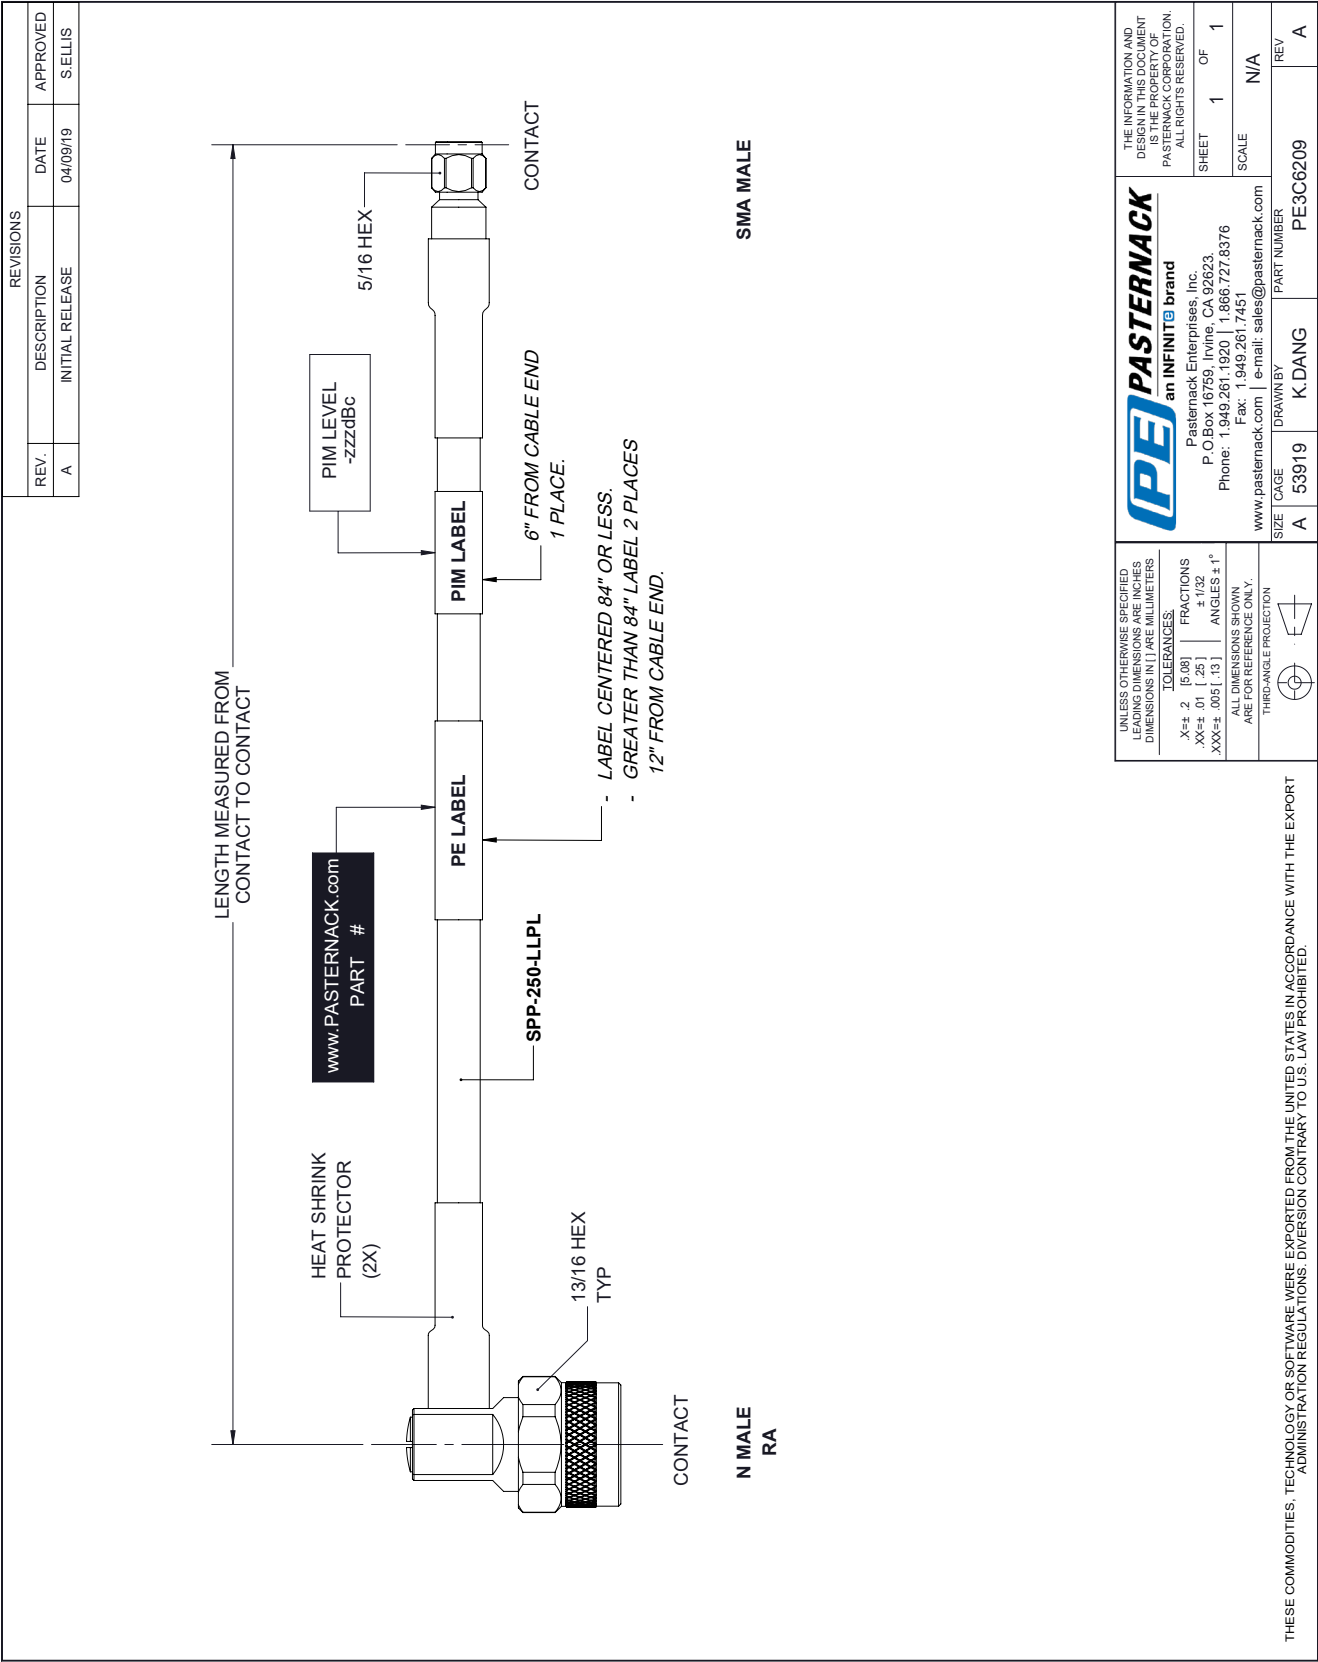 REVISIONS
REV. DESCRIPTION DATE APPROVED
A INITIAL RELEASE 04/09/19 S.ELLIS
LENGTH MEASURED FROM
CONTACT TO CONTACT
HEAT SHRINK
PROTECTOR
(2X)
www.PASTERNACK.com
PART #
PIM LEVEL
-zzzdBc
5/16 HEX
PE LABEL
PIM LABEL
13/16 HEX
TYP
SPP-250-LLPL
- LABEL CENTERED 84" OR LESS.
- GREATER THAN 84" LABEL 2 PLACES
12" FROM CABLE END.
6" FROM CABLE END
1 PLACE.
CONTACT
CONTACT
N MALE
RA
SMA MALE
UNLESS OTHERWISE SPECIFIED
LEADING DIMENSIONS ARE INCHES
DIMENSIONS IN [ ] ARE MILLIMETERS
TOLERANCES:
.X=± .2 [5.08] FRACTIONS
.XX=± .01 [ .25 ] ± 1/32
.XXX=± .005 [ .13 ] ANGLES ± 1°
ALL DIMENSIONS SHOWN
ARE FOR REFERENCE ONLY.
THIRD-ANGLE PROJECTION
PE PASTERNACK
an INFINITe brand
Pasternack Enterprises, Inc.
P.O.Box 16759, Irvine, CA 92623.
Phone: 1.949.261.1920 | 1.866.727.8376
Fax: 1.949.261.7451
www.pasternack.com | e-mail: sales@pasternack.com
THE INFORMATION AND
DESIGN IN THIS DOCUMENT
IS THE PROPERTY OF
PASTERNACK CORPORATION.
ALL RIGHTS RESERVED.
SHEET 1 OF 1
SCALE N/A
SIZE A
CAGE 53919
DRAWN BY K.DANG
PART NUMBER PE3C6209
REV A
THESE COMMODITIES, TECHNOLOGY OR SOFTWARE WERE EXPORTED FROM THE UNITED STATES IN ACCORDANCE WITH THE EXPORT
ADMINISTRATION REGULATIONS. DIVERSION CONTRARY TO U.S. LAW PROHIBITED.